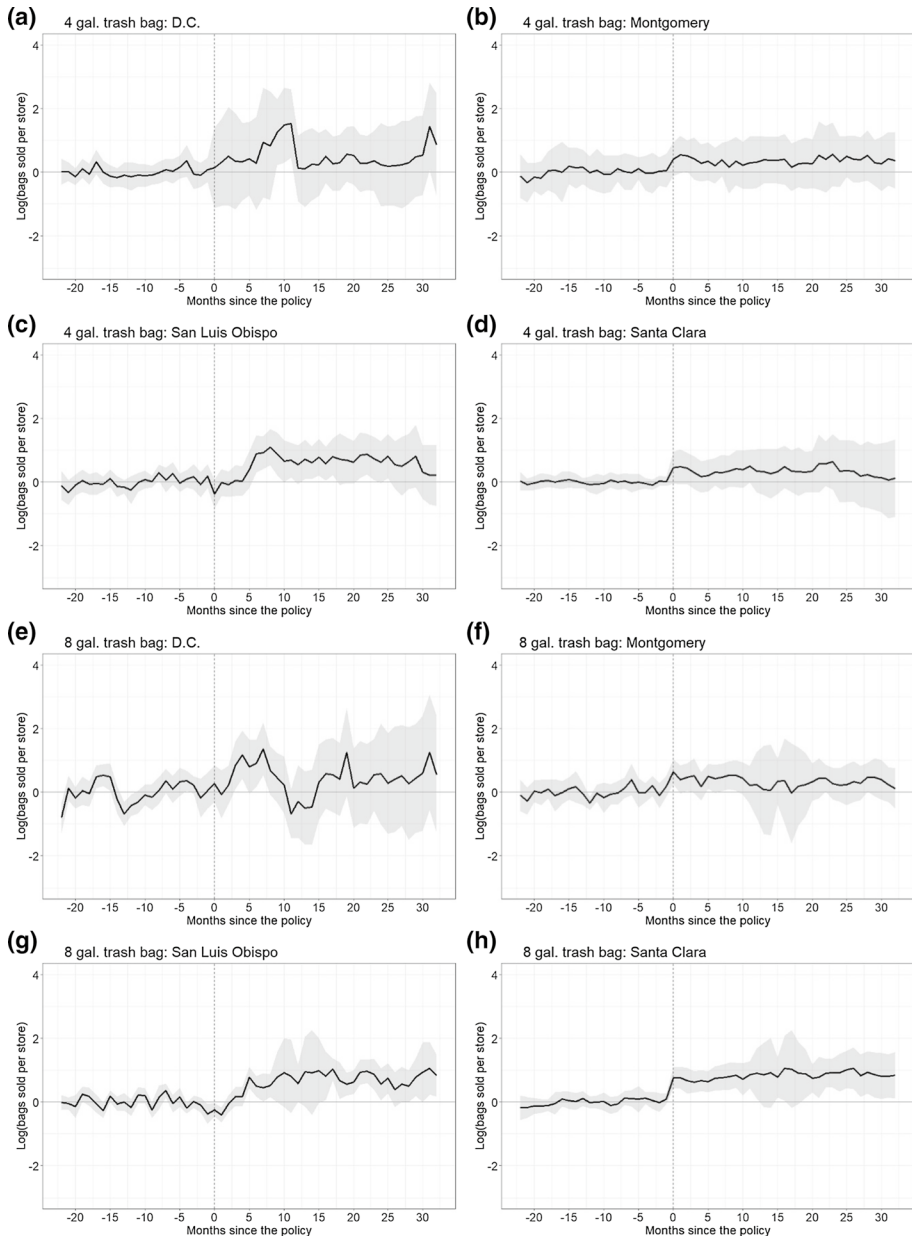 (a) 4 gal. trash bag: D.C.
Log(bags sold per store)
4
2
0
-2
-20 -15 -10 -5 0 5 10 15 20 25 30
Months since the policy
(b) 4 gal. trash bag: Montgomery
Log(bags sold per store)
4
2
0
-2
-20 -15 -10 -5 0 5 10 15 20 25 30
Months since the policy
(c) 4 gal. trash bag: San Luis Obispo
Log(bags sold per store)
4
2
0
-2
-20 -15 -10 -5 0 5 10 15 20 25 30
Months since the policy
(d) 4 gal. trash bag: Santa Clara
Log(bags sold per store)
4
2
0
-2
-20 -15 -10 -5 0 5 10 15 20 25 30
Months since the policy
(e) 8 gal. trash bag: D.C.
Log(bags sold per store)
4
2
0
-2
-20 -15 -10 -5 0 5 10 15 20 25 30
Months since the policy
(f) 8 gal. trash bag: Montgomery
Log(bags sold per store)
4
2
0
-2
-20 -15 -10 -5 0 5 10 15 20 25 30
Months since the policy
(g) 8 gal. trash bag: San Luis Obispo
Log(bags sold per store)
4
2
0
-2
-20 -15 -10 -5 0 5 10 15 20 25 30
Months since the policy
(h) 8 gal. trash bag: Santa Clara
Log(bags sold per store)
4
2
0
-2
-20 -15 -10 -5 0 5 10 15 20 25 30
Months since the policy